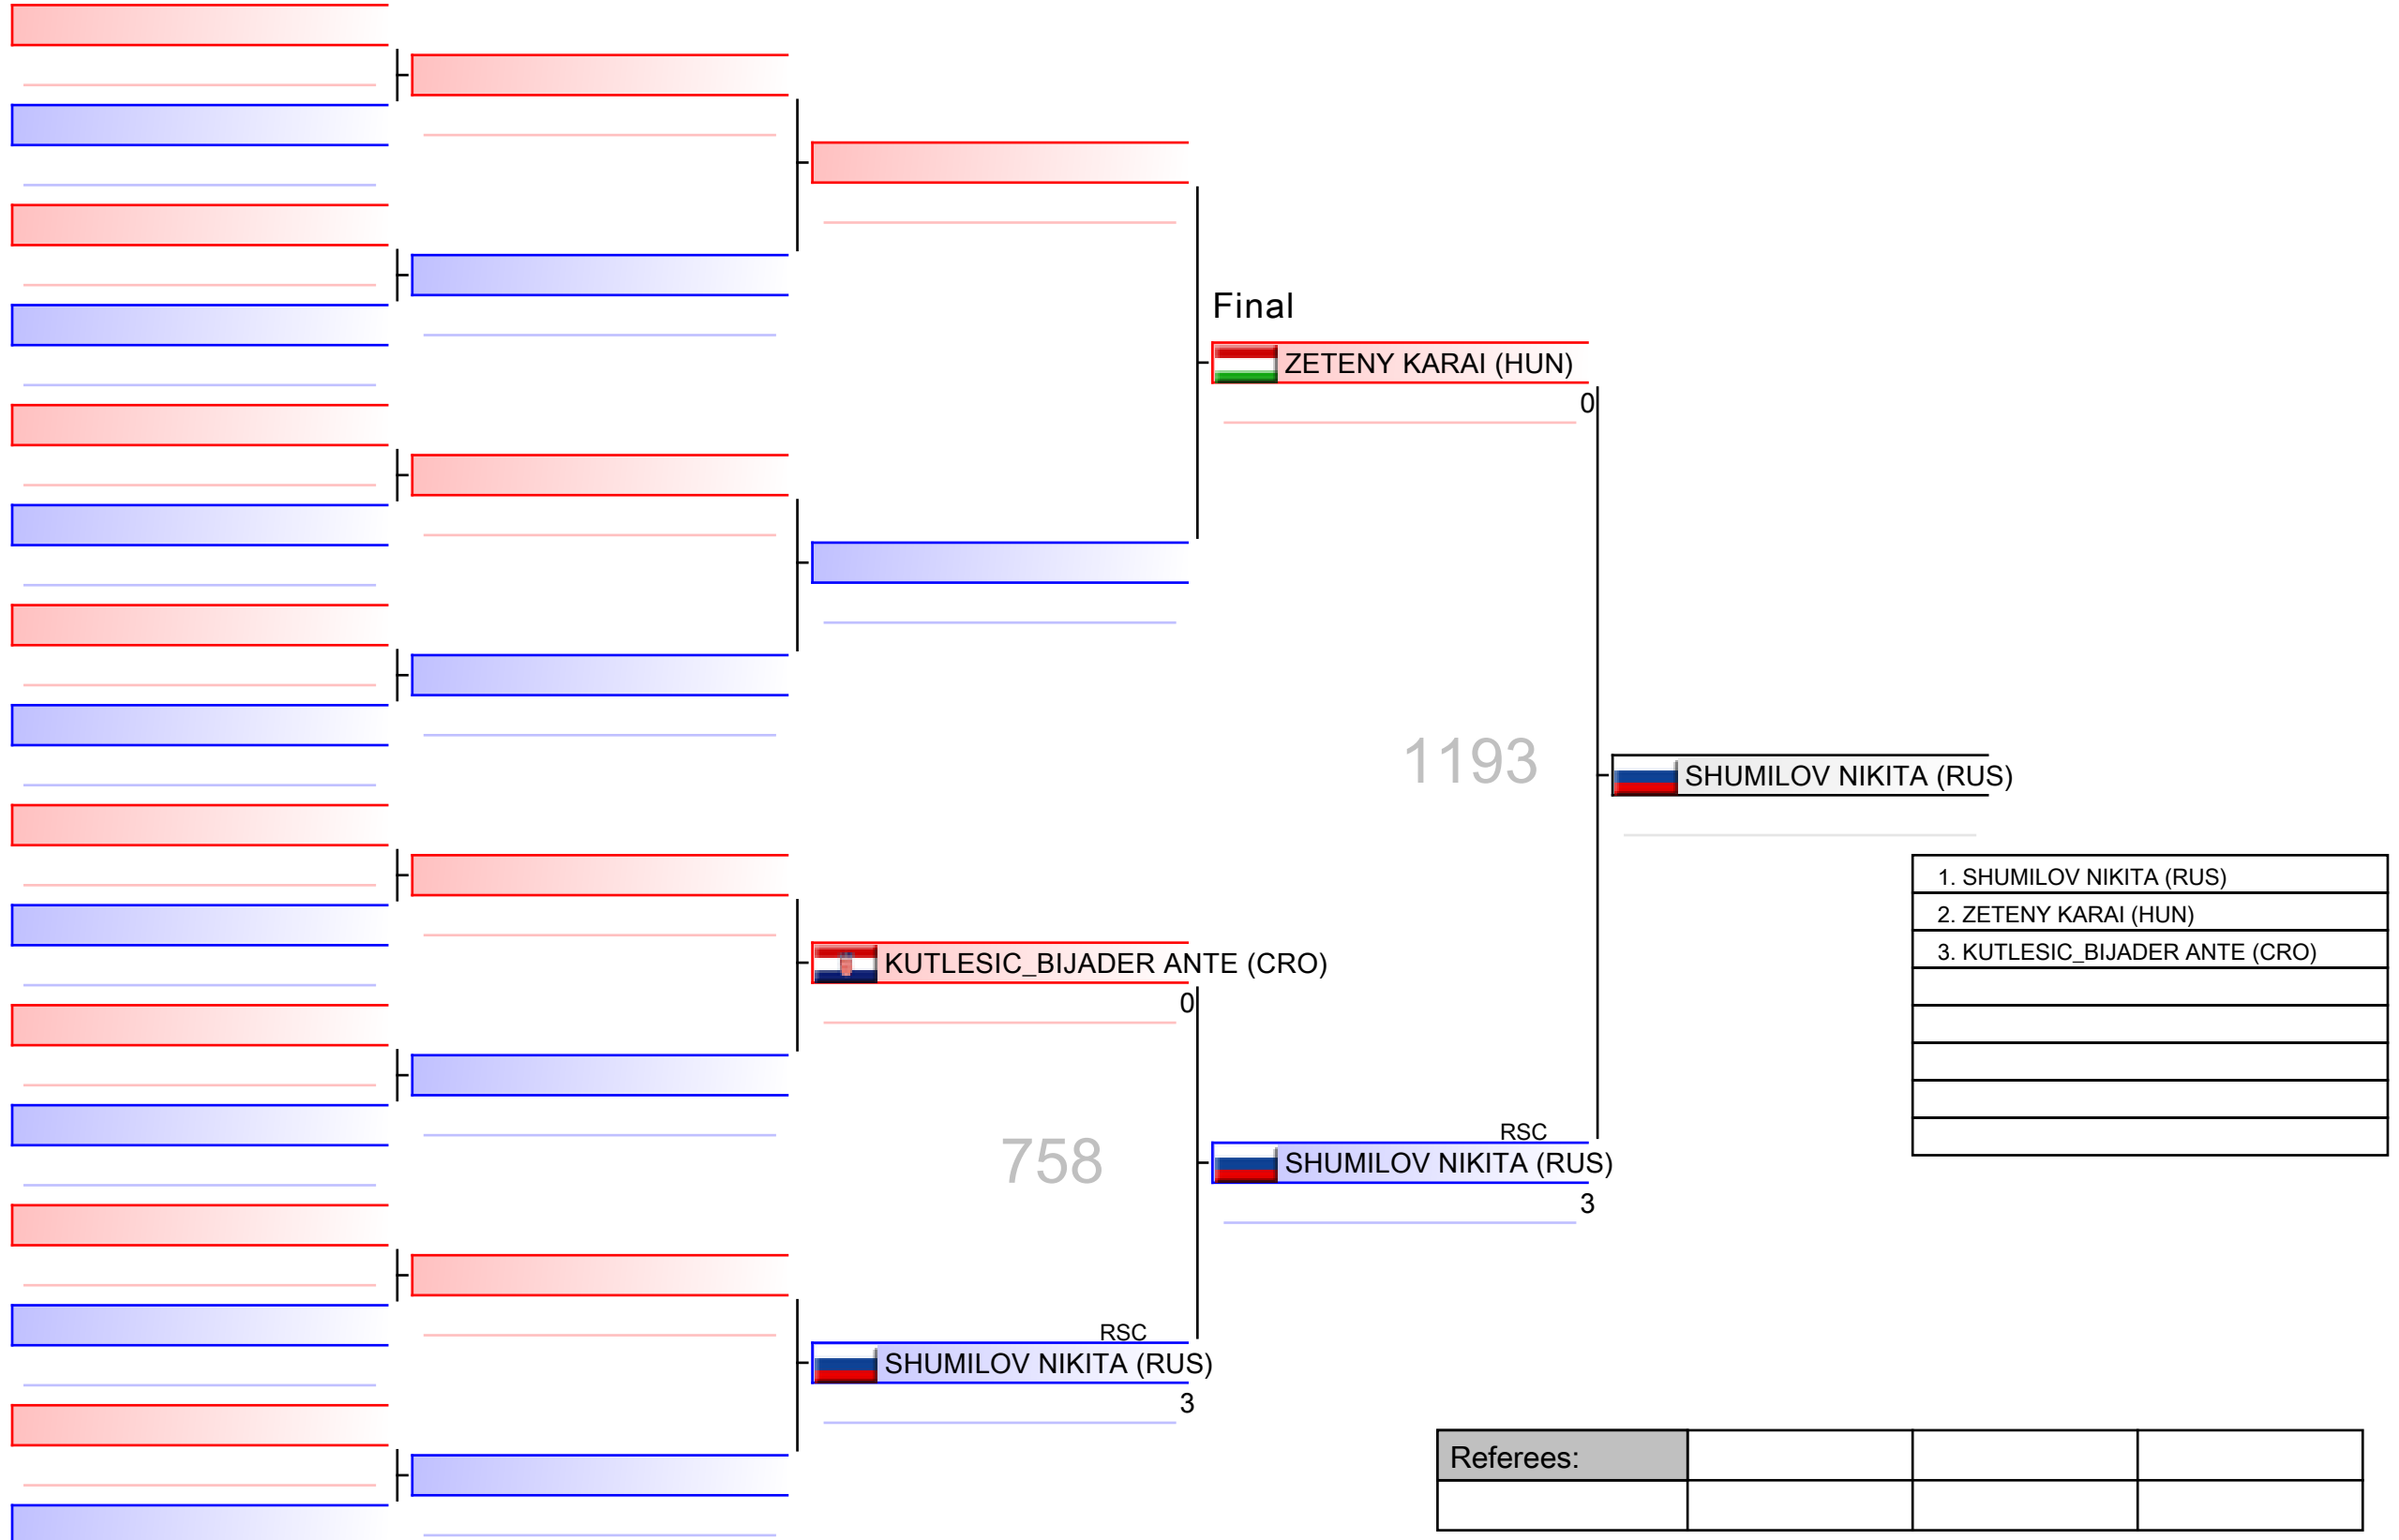 Final
ZETENY KARAI (HUN)
0
1193
SHUMILOV NIKITA (RUS)
1. SHUMILOV NIKITA (RUS)
2. ZETENY KARAI (HUN)
3. KUTLESIC_BIJADER ANTE (CRO)
KUTLESIC_BIJADER ANTE (CRO)
0
758
RSC
SHUMILOV NIKITA (RUS)
3
RSC
SHUMILOV NIKITA (RUS)
3
Referees: